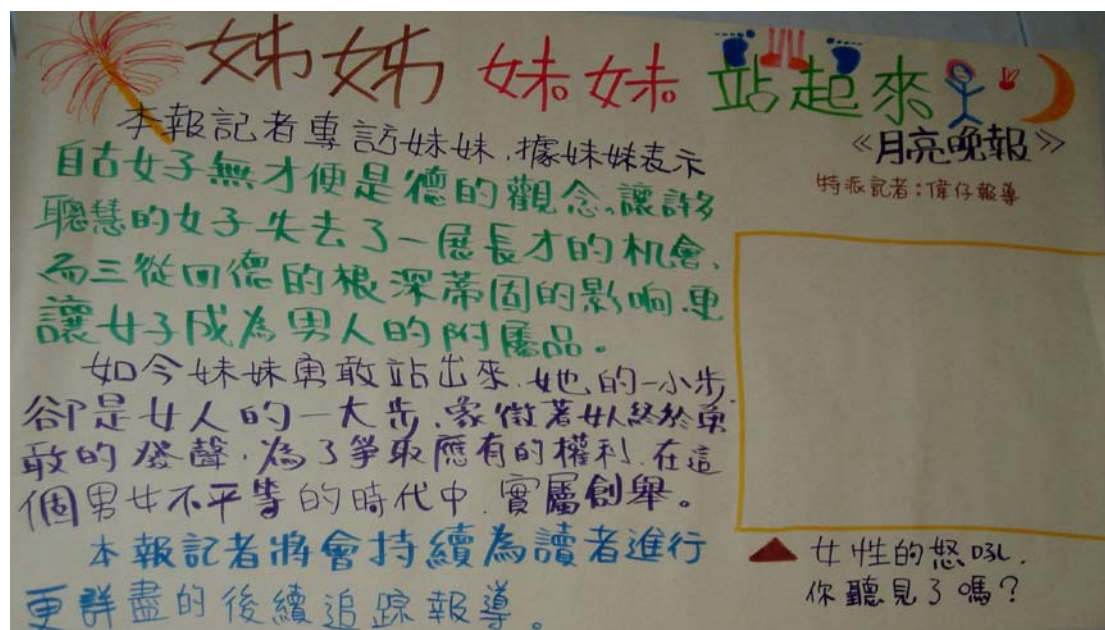 姊姊妹妹站起來
本報記者專訪妹妹,據妹妹表示
自古女子無才便是德的觀念,讓許多
聰慧的女子失去了一展長才的机會,
而三從四德的根深蒂固的影响,更
讓女子成為男人的附屬品。
如今妹妹勇敢站出來,她的一小步,
卻是女人的一大步,象徵著女人終於勇
敢的發聲,為了爭取應有的權利,在這
個男女不平等的時代中,實屬創舉。
本報記者將會持續為讀者進行
更詳盡的後續追踪報導。
《月亮晚報》
特派記者:偉仔報導
▲女性的怒吼,
你聽見了嗎?